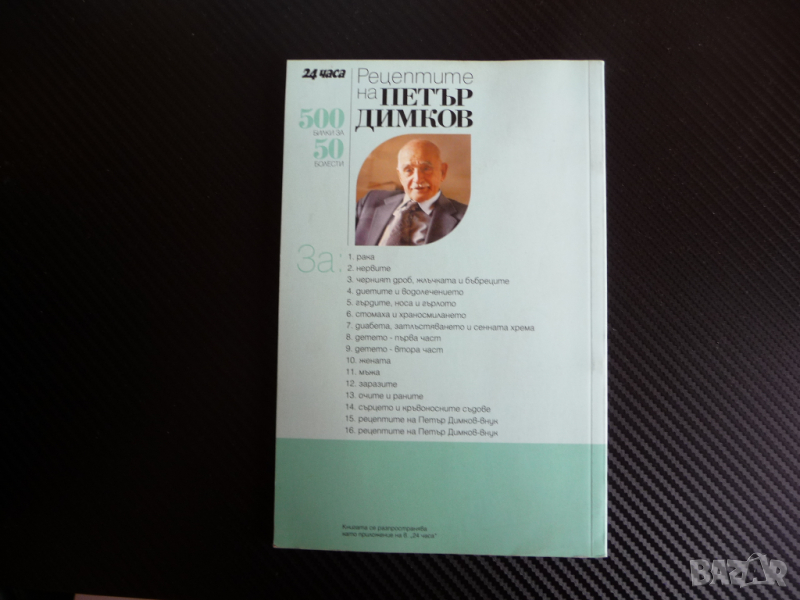 24 часа
Рецептите
на ПЕТЪР
ДИМКОВ
500
БИЛКИ ЗА
50
БОЛЕСТИ
За:
1. рака
2. нервите
3. черният дроб, жлъчката и бъбреците
4. диетите и водолечението
5. гърдите, носа и гърлото
6. стомаха и храносмилането
7. диабета, затлъстяването и сенната хрема
8. детето - първа част
9. детето - втора част
10. жената
11. мъжа
12. заразите
13. очите и раните
14. сърцето и кръвоносните съдове
15. рецептите на Петър Димков-внук
16. рецептите на Петър Димков-внук
Книгата се разпространява
като приложение на в. „24 часа“
BAZAR